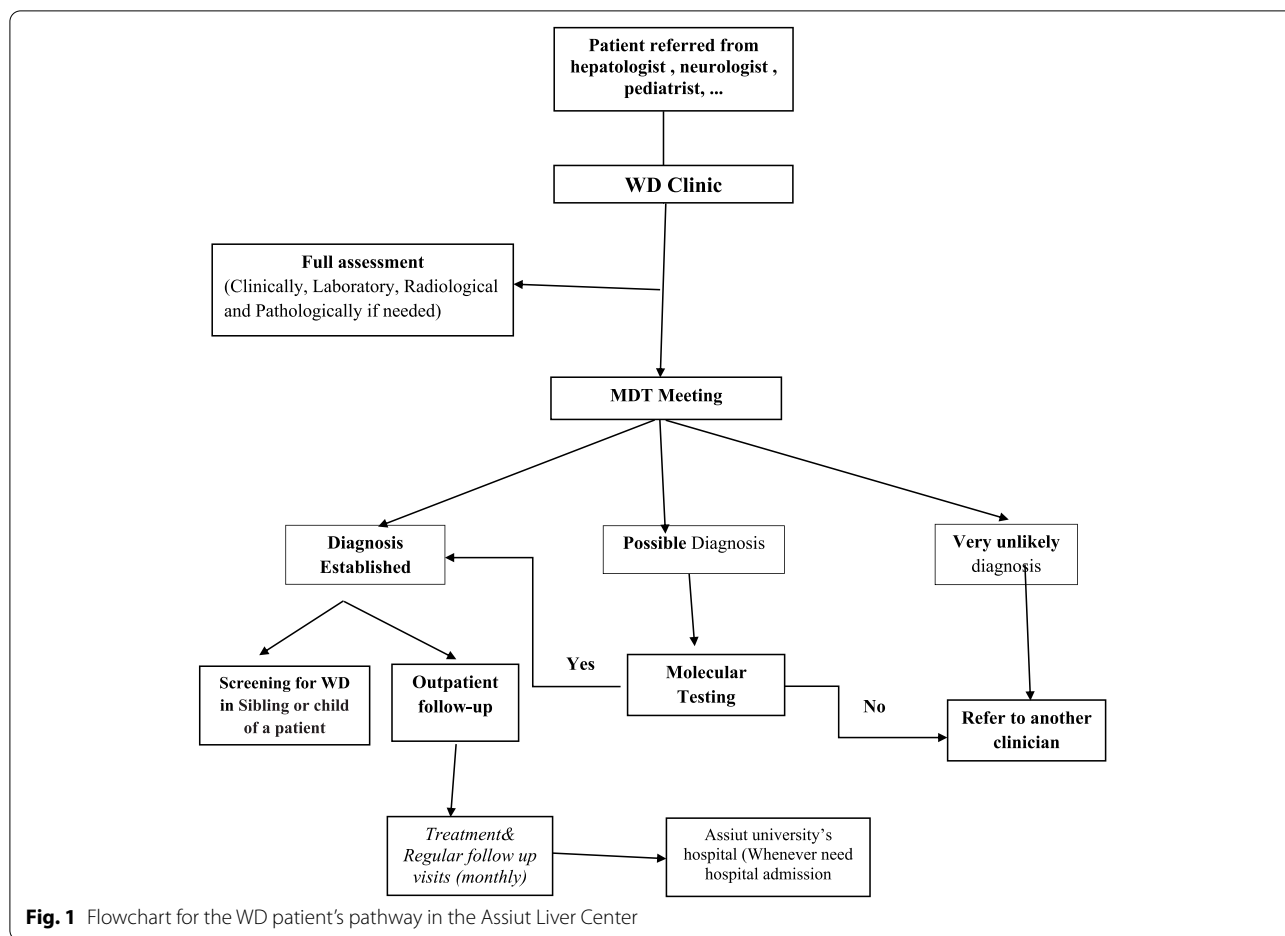 Patient referred from
hepatologist , neurologist ,
pediatrist, ...
WD Clinic
Full assessment
(Clinically, Laboratory, Radiological
and Pathologically if needed)
MDT Meeting
Diagnosis
Established
Possible Diagnosis
Very unlikely
diagnosis
Screening for WD
in Sibling or child
of a patient
Outpatient
follow-up
Yes
Molecular
Testing
No
Refer to another
clinician
Treatment&
Regular follow up
visits (monthly)
Assiut university's
hospital (Whenever need
hospital admission
Fig. 1 Flowchart for the WD patient's pathway in the Assiut Liver Center